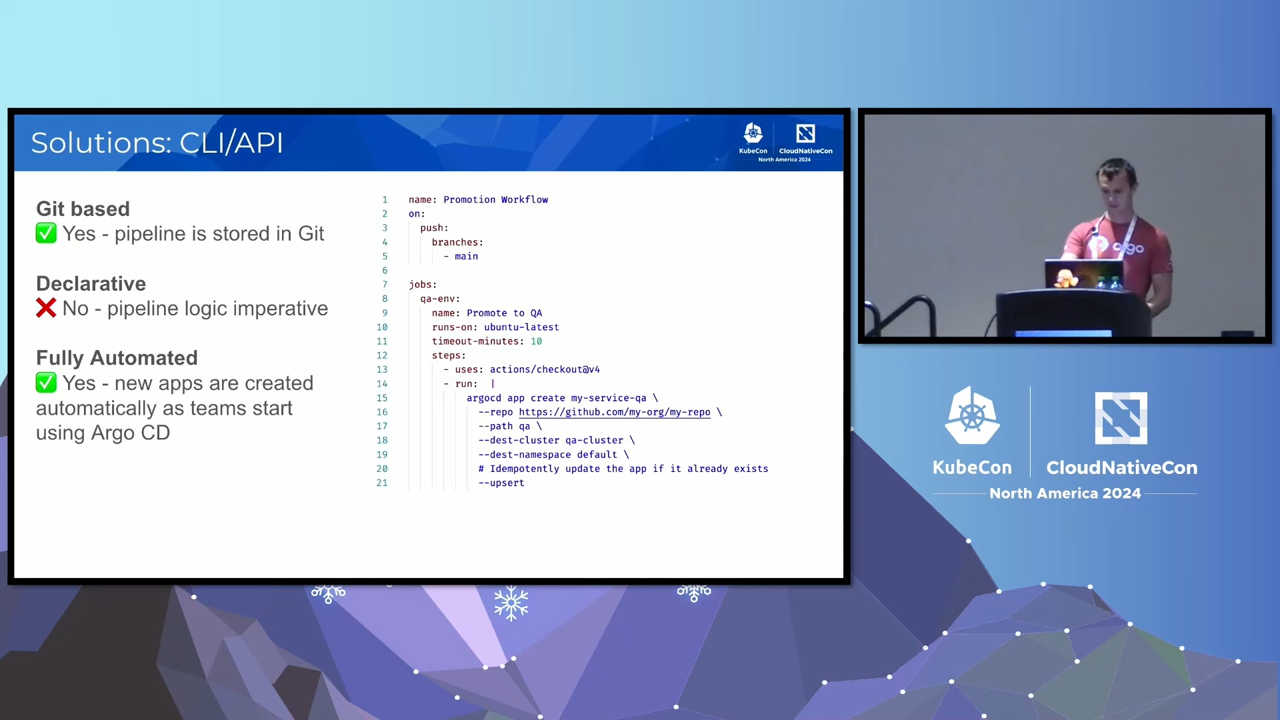 Solutions: CLI/API
KubeCon
CloudNativeCon
North America 2024
Git based
✅ Yes - pipeline is stored in Git
Declarative
❌ No - pipeline logic imperative
Fully Automated
✅ Yes - new apps are created
automatically as teams start
using Argo CD
1 name: Promotion Workflow
2 on:
3 push:
4 branches:
5 - main
6
7 jobs:
8 qa-env:
9 name: Promote to QA
10 runs-on: ubuntu-latest
11 timeout-minutes: 10
12 steps:
13 - uses: actions/checkout@v4
14 - run: |
15 argocd app create my-service-qa \
16 --repo https://github.com/my-org/my-repo \
17 --path qa \
18 --dest-cluster qa-cluster \
19 --dest-namespace default \
20 # Idempotently update the app if it already exists
21 --upsert
argo
KubeCon
CloudNativeCon
North America 2024